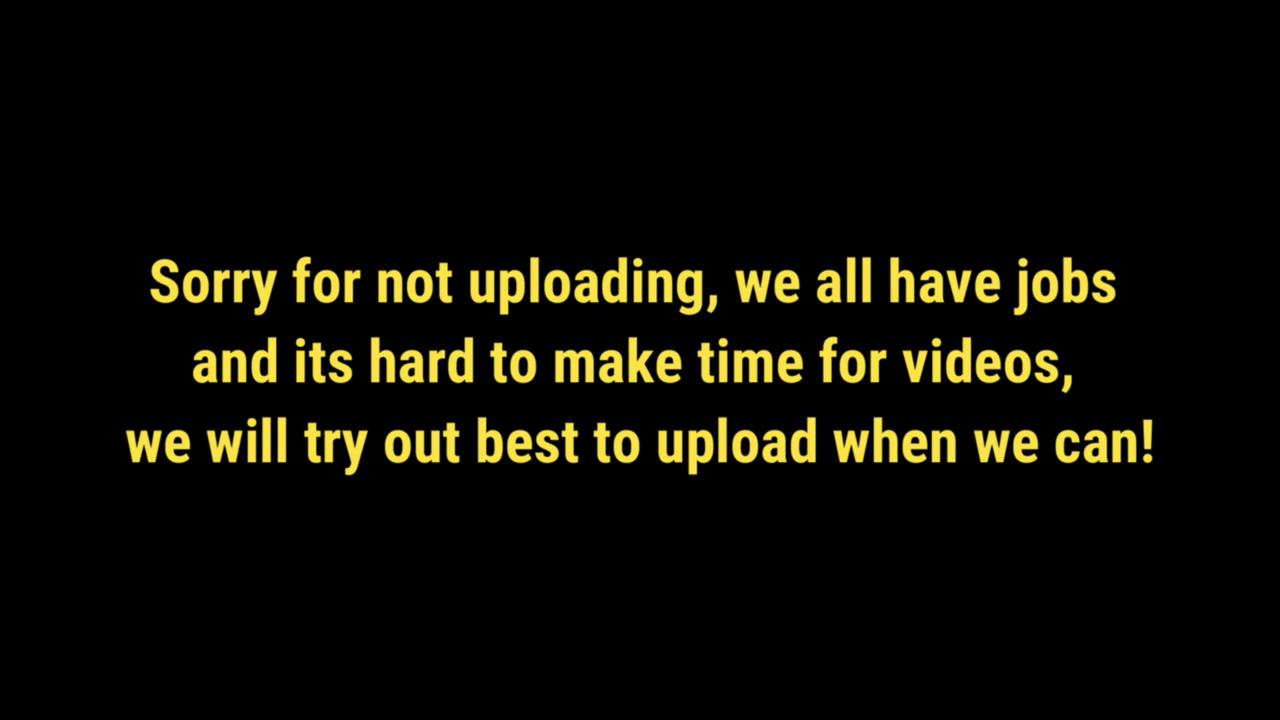 Sorry for not uploading, we all have jobs
and its hard to make time for videos,
we will try out best to upload when we can!